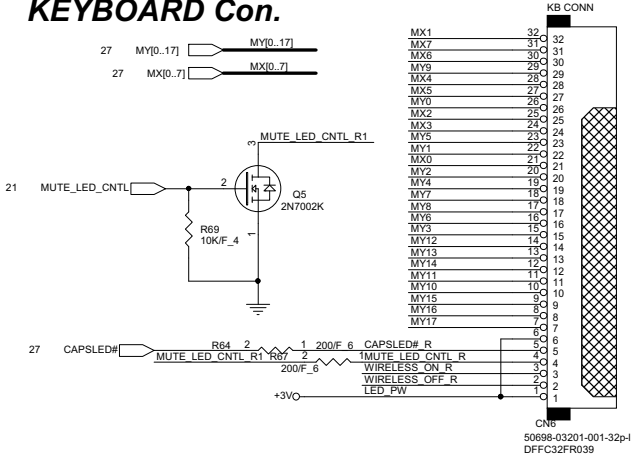 KEYBOARD Con.
KB CONN
27 MY[0..17] MY[0..17]
27 MX[0..7] MX[0..7]
MX1 32 32
MX7 31 31
MX6 30 30
MY9 29 29
MX4 28 28
MX5 27 27
MY0 26 26
MX2 25 25
MX3 24 24
MY5 23 23
MY1 22 22
MX0 21 21
MY2 20 20
MY4 19 19
MY7 18 18
MY8 17 17
MY6 16 16
MY3 15 15
MY12 14 14
MY13 13 13
MY14 12 12
MY11 11 11
MY10 10 10
MY15 9 9
MY16 8 8
MY17 7 7
6 6
5 5
4 4
3 3
2 2
1 1
3 MUTE_LED_CNTL_R1
21 MUTE_LED_CNTL 2
Q5
2N7002K
1
R69
10K/F_4
27 CAPSLED# R64 2 1 200/F_6 CAPSLED#_R
MUTE_LED_CNTL_R1 R67 2 1 MUTE_LED_CNTL_R
200/F_6
WIRELESS_ON_R
WIRELESS_OFF_R
+3VO LED_PW
CN6
50698-03201-001-32p-l
DFFC32FR039